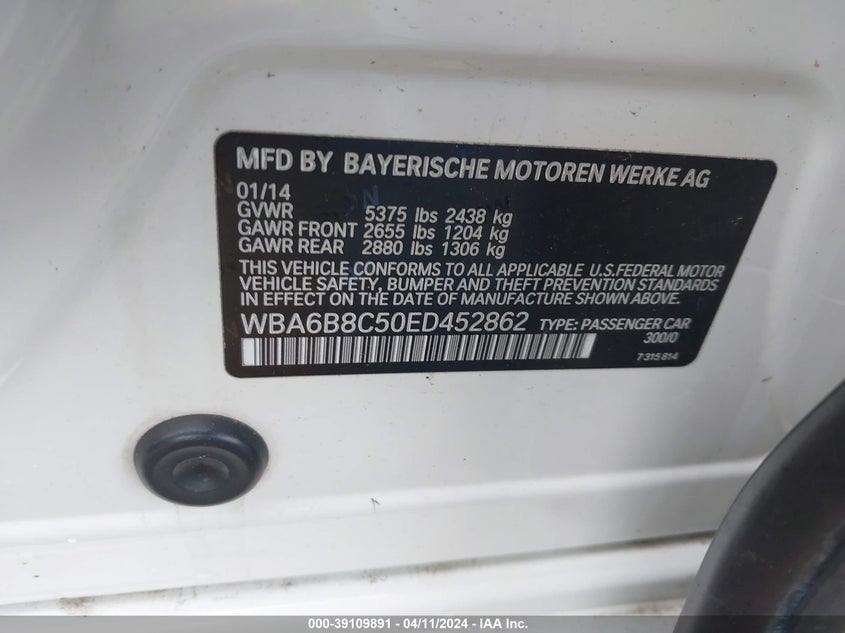 MFD BY BAYERISCHE MOTOREN WERKE AG
01/14
GVWR 5375 lbs 2438 kg
GAWR FRONT 2655 lbs 1204 kg
GAWR REAR 2880 lbs 1306 kg
THIS VEHICLE CONFORMS TO ALL APPLICABLE U.S.FEDERAL MOTOR
VEHICLE SAFETY, BUMPER AND THEFT PREVENTION STANDARDS
IN EFFECT ON THE DATE OF MANUFACTURE SHOWN ABOVE.
WBA6B8C50ED452862 TYPE: PASSENGER CAR
300/0
7315814
000-39109891 - 04/11/2024 - IAA Inc.